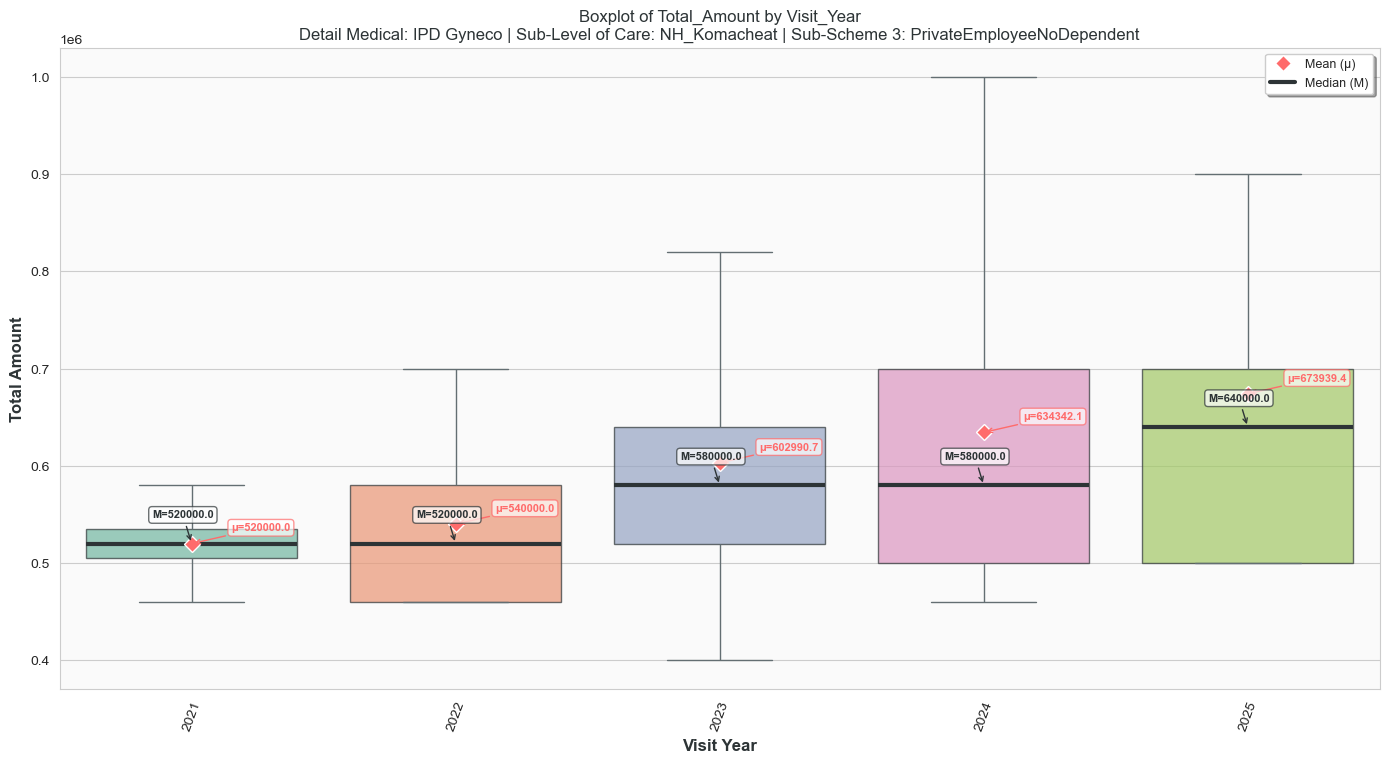 Boxplot of Total_Amount by Visit_Year
Detail Medical: IPD Gyneco | Sub-Level of Care: NH_Komacheat | Sub-Scheme 3: PrivateEmployeeNoDependent
1e6
Mean (μ)
Median (M)
1.0
0.9
0.8
0.7
0.6
0.5
0.4
Total Amount
M=520000.0
μ=520000.0
M=520000.0
μ=540000.0
M=580000.0
μ=602990.7
M=580000.0
μ=634342.1
M=640000.0
μ=673939.4
2021
2022
2023
2024
2025
Visit Year